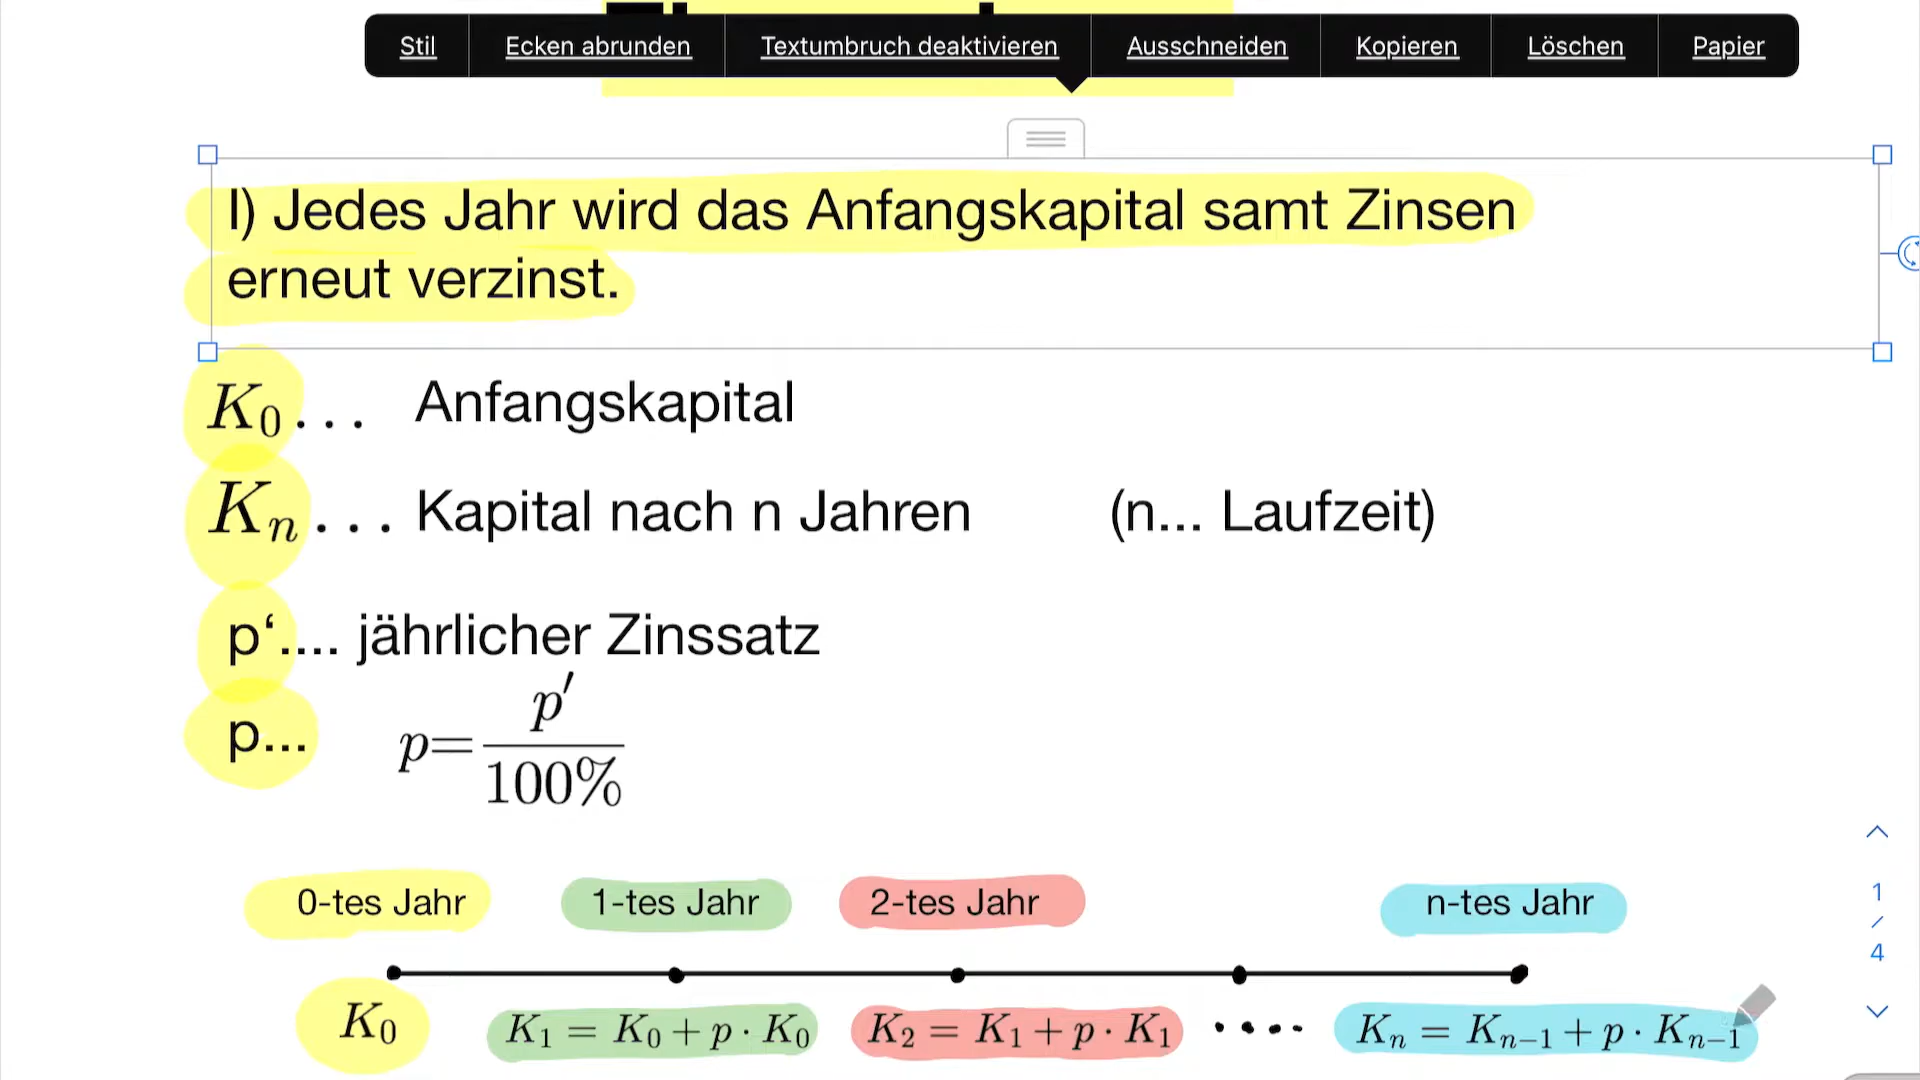 Stil Ecken abrunden Textumbruch deaktivieren Ausschneiden Kopieren Löschen Papier
I) Jedes Jahr wird das Anfangskapital samt Zinsen
erneut verzinst.
K₀... Anfangskapital
Kₙ... Kapital nach n Jahren (n... Laufzeit)
p‘.... jährlicher Zinssatz
p... p=p′/100%
0-tes Jahr 1-tes Jahr 2-tes Jahr n-tes Jahr
K₀ K₁ = K₀ + p · K₀ K₂ = K₁ + p · K₁ .... Kₙ = Kₙ₋₁ + p · Kₙ₋₁
1
/
4